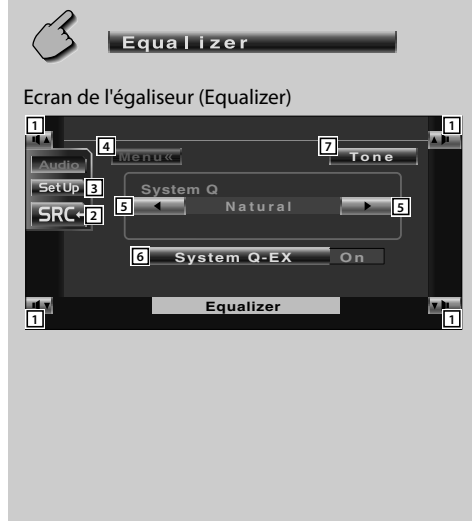 Equalizer
Ecran de l'égaliseur (Equalizer)
1 1
4 Menu« 7 Tone
Audio
SetUp 3
System Q
SRC 2
5 ◄ Natural ► 5
6 System Q-EX On
Equalizer
1 1